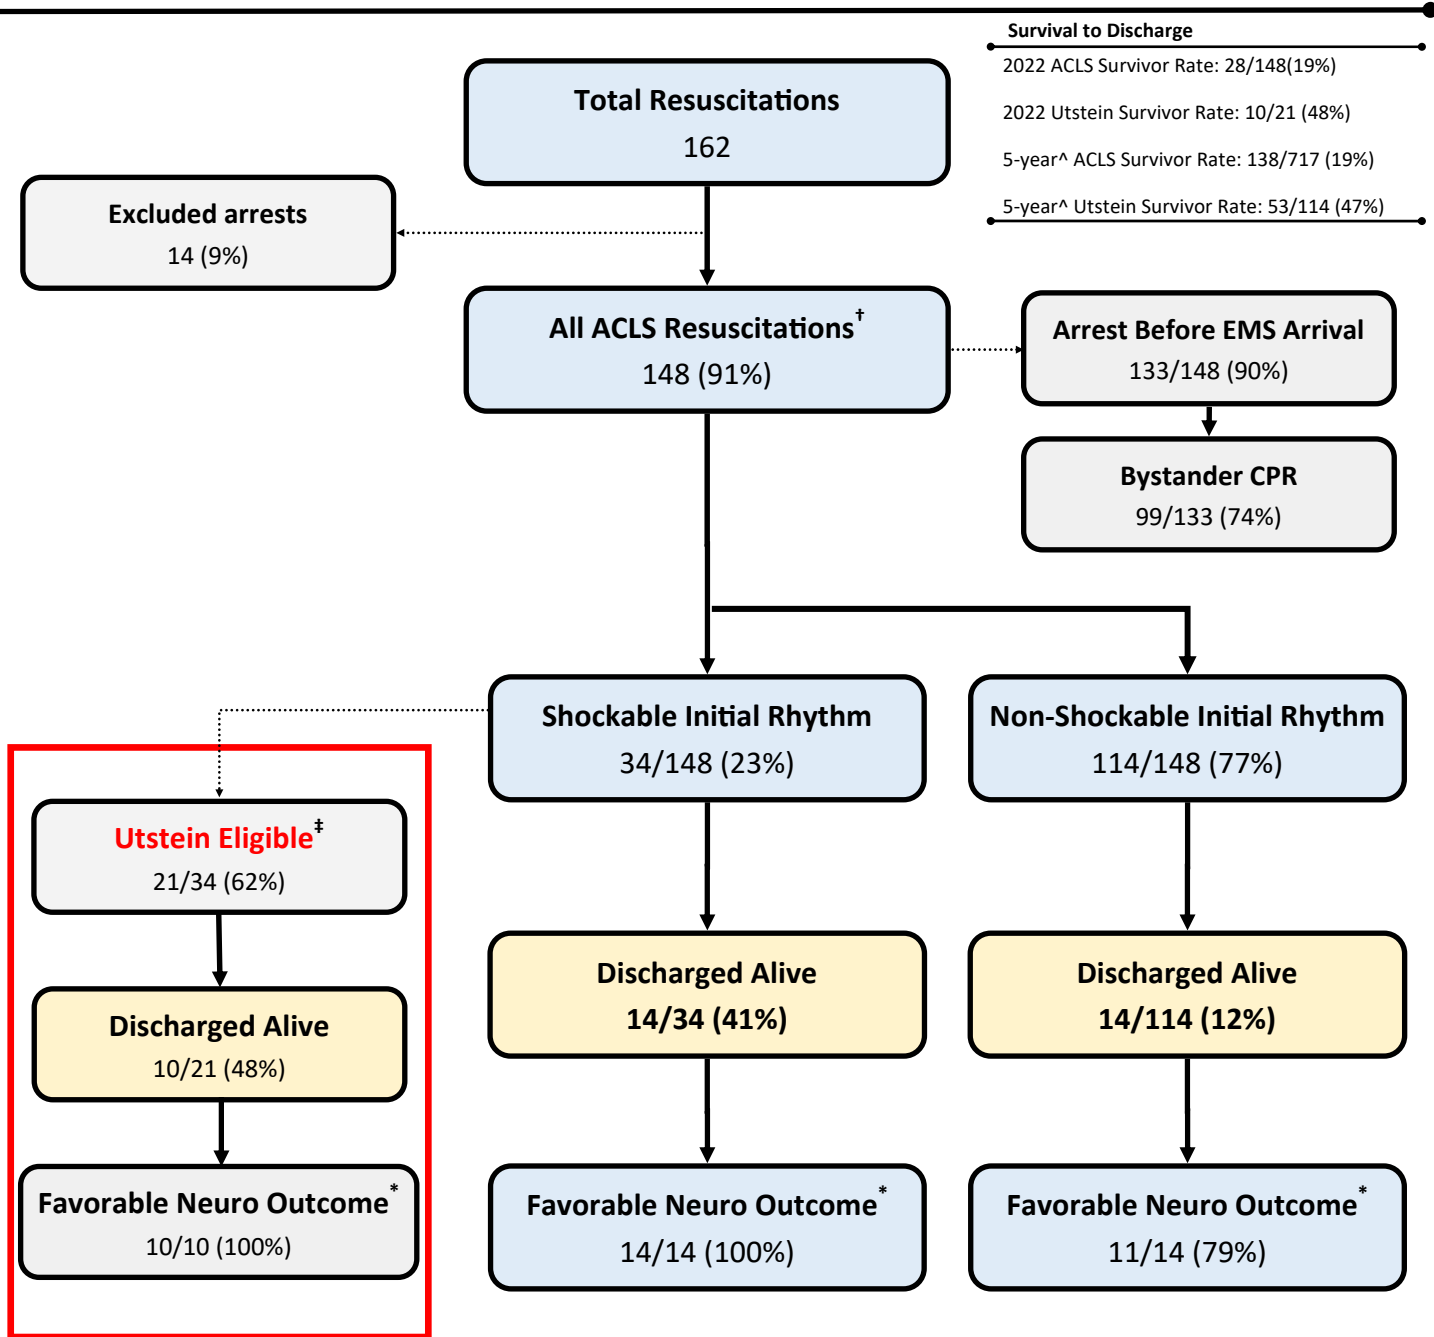 Survival to Discharge
2022 ACLS Survivor Rate: 28/148(19%)
2022 Utstein Survivor Rate: 10/21 (48%)
5-year^ ACLS Survivor Rate: 138/717 (19%)
5-year^ Utstein Survivor Rate: 53/114 (47%)
Total Resuscitations
162
Excluded arrests
14 (9%)
All ACLS Resuscitations†
148 (91%)
Arrest Before EMS Arrival
133/148 (90%)
Bystander CPR
99/133 (74%)
Shockable Initial Rhythm
34/148 (23%)
Non-Shockable Initial Rhythm
114/148 (77%)
Utstein Eligible‡
21/34 (62%)
Discharged Alive
10/21 (48%)
Favorable Neuro Outcome*
10/10 (100%)
Discharged Alive
14/34 (41%)
Favorable Neuro Outcome*
14/14 (100%)
Discharged Alive
14/114 (12%)
Favorable Neuro Outcome*
11/14 (79%)